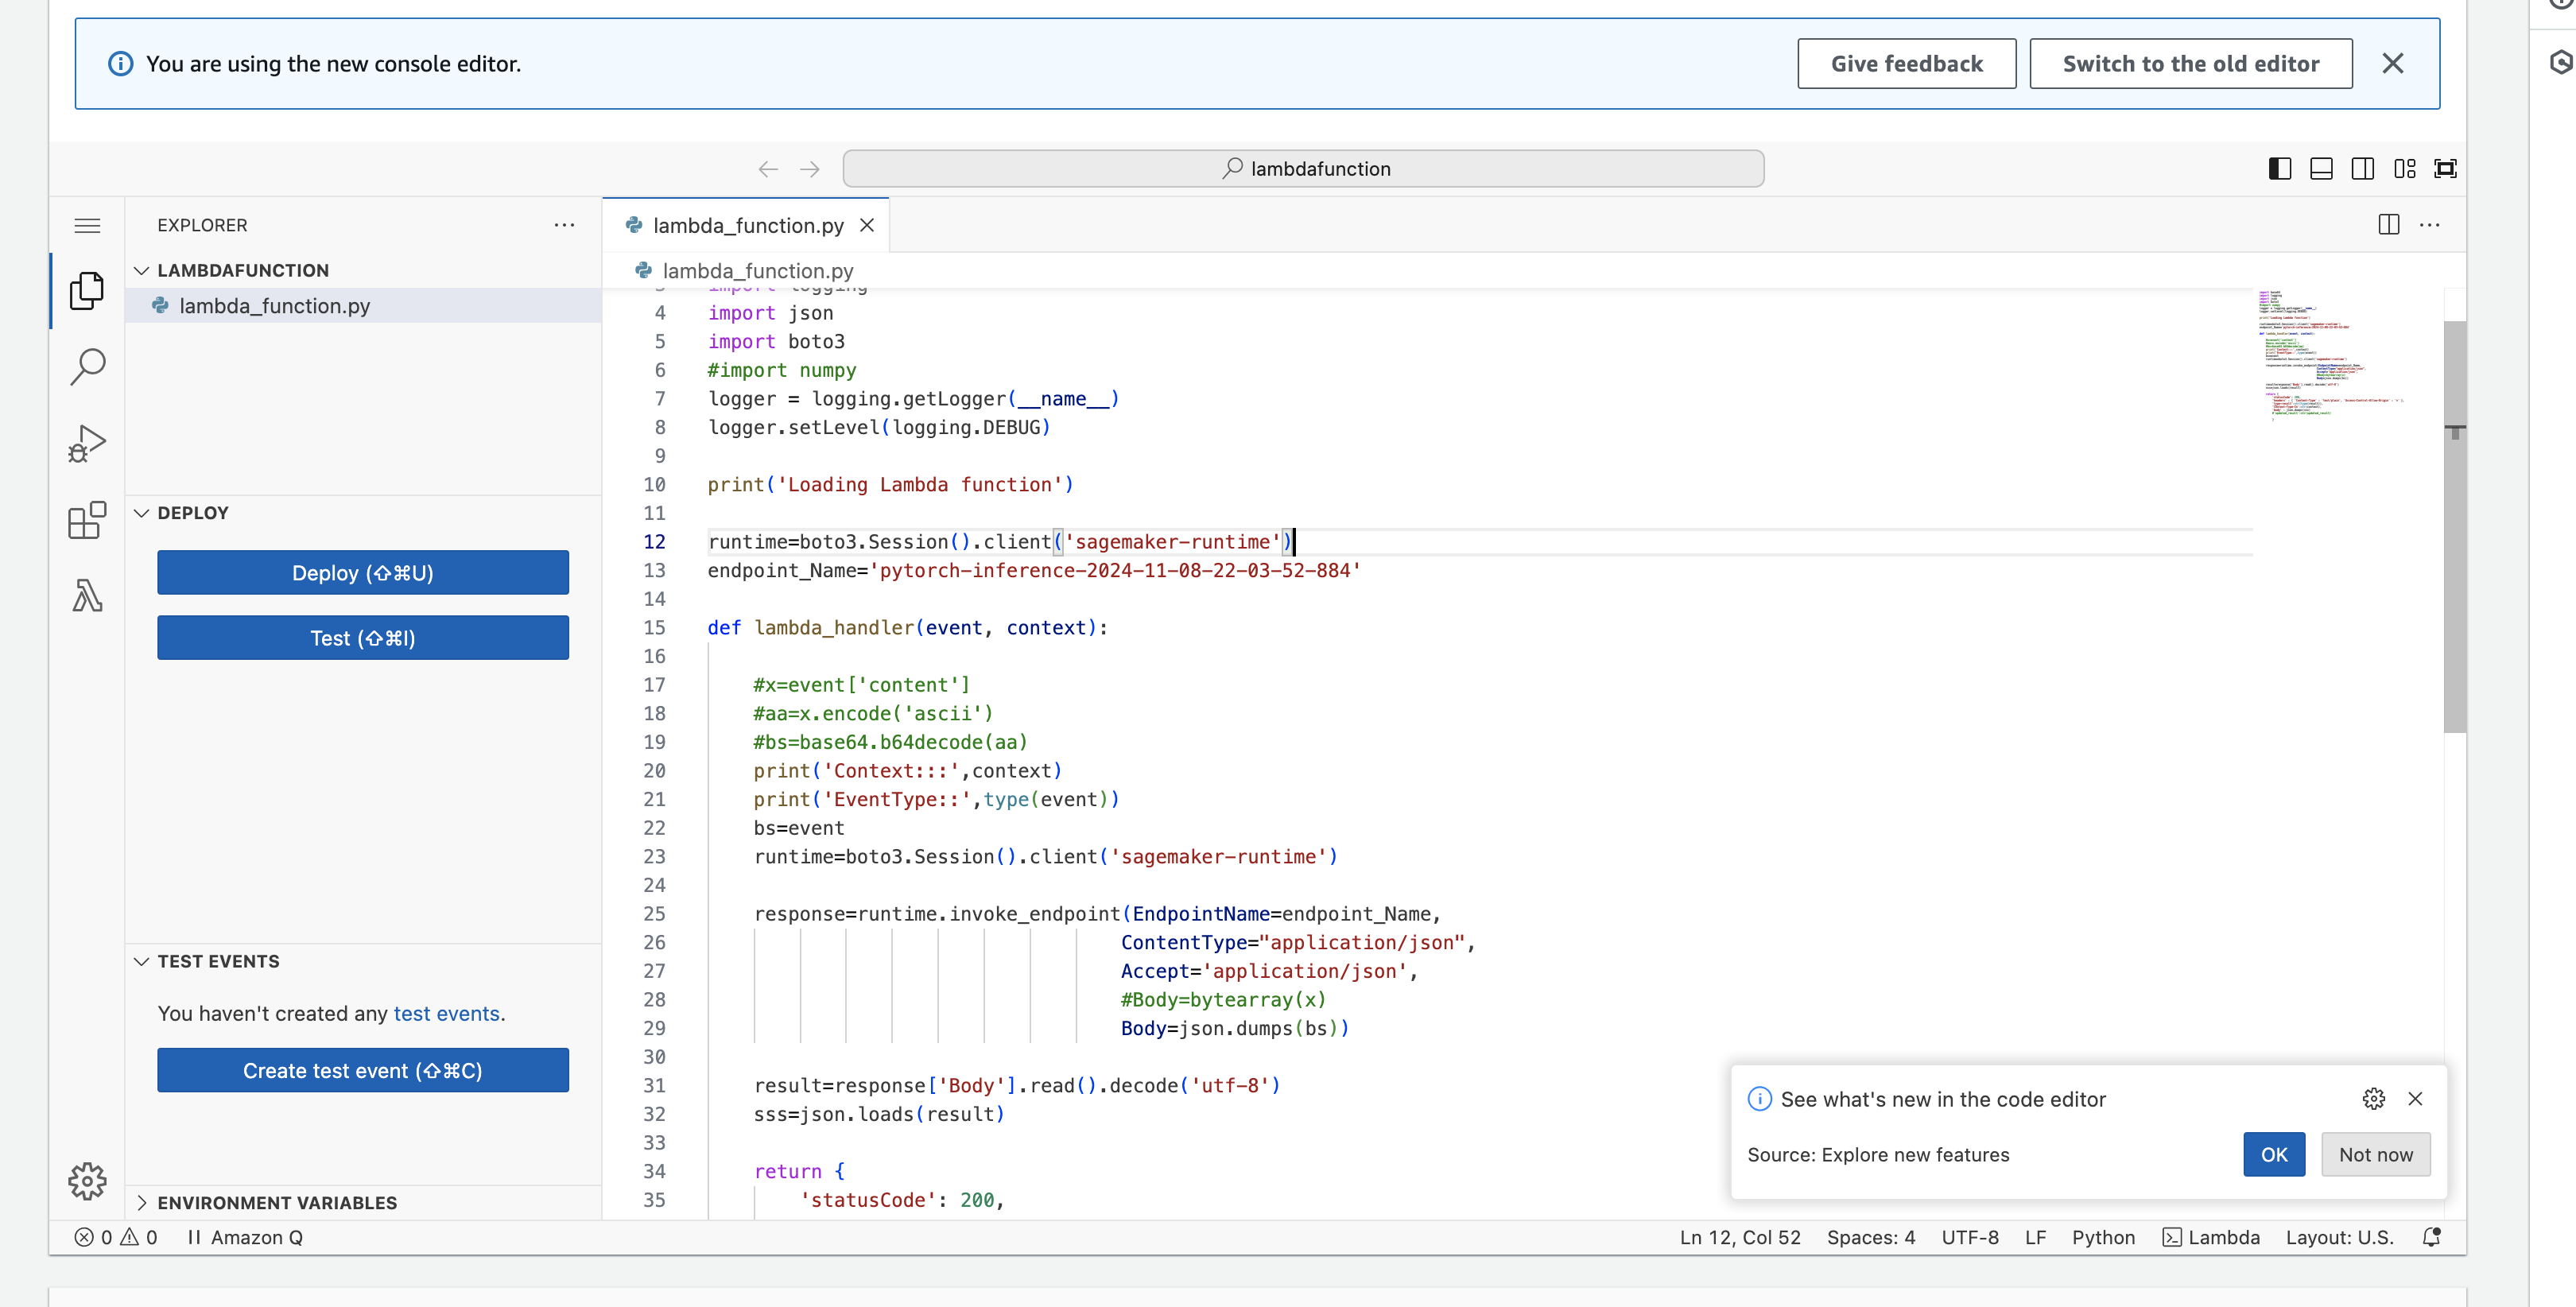 You are using the new console editor.
Give feedback
Switch to the old editor
lambdafunction
EXPLORER
LAMBDAFUNCTION
lambda_function.py
DEPLOY
Deploy (⇧⌘U)
Test (⇧⌘I)
TEST EVENTS
You haven't created any test events.
Create test event (⇧⌘C)
ENVIRONMENT VARIABLES
lambda_function.py
lambda_function.py
3 import logging
4 import json
5 import boto3
6 #import numpy
7 logger = logging.getLogger(__name__)
8 logger.setLevel(logging.DEBUG)
9
10 print('Loading Lambda function')
11
12 runtime=boto3.Session().client('sagemaker-runtime')
13 endpoint_Name='pytorch-inference-2024-11-08-22-03-52-884'
14
15 def lambda_handler(event, context):
16
17 #x=event['content']
18 #aa=x.encode('ascii')
19 #bs=base64.b64decode(aa)
20 print('Context:::',context)
21 print('EventType::',type(event))
22 bs=event
23 runtime=boto3.Session().client('sagemaker-runtime')
24
25 response=runtime.invoke_endpoint(EndpointName=endpoint_Name,
26 ContentType="application/json",
27 Accept='application/json',
28 #Body=bytearray(x)
29 Body=json.dumps(bs))
30
31 result=response['Body'].read().decode('utf-8')
32 sss=json.loads(result)
33
34 return {
35 'statusCode': 200,
See what's new in the code editor
Source: Explore new features
OK
Not now
0 0 Amazon Q
Ln 12, Col 52 Spaces: 4 UTF-8 LF Python Lambda Layout: U.S.